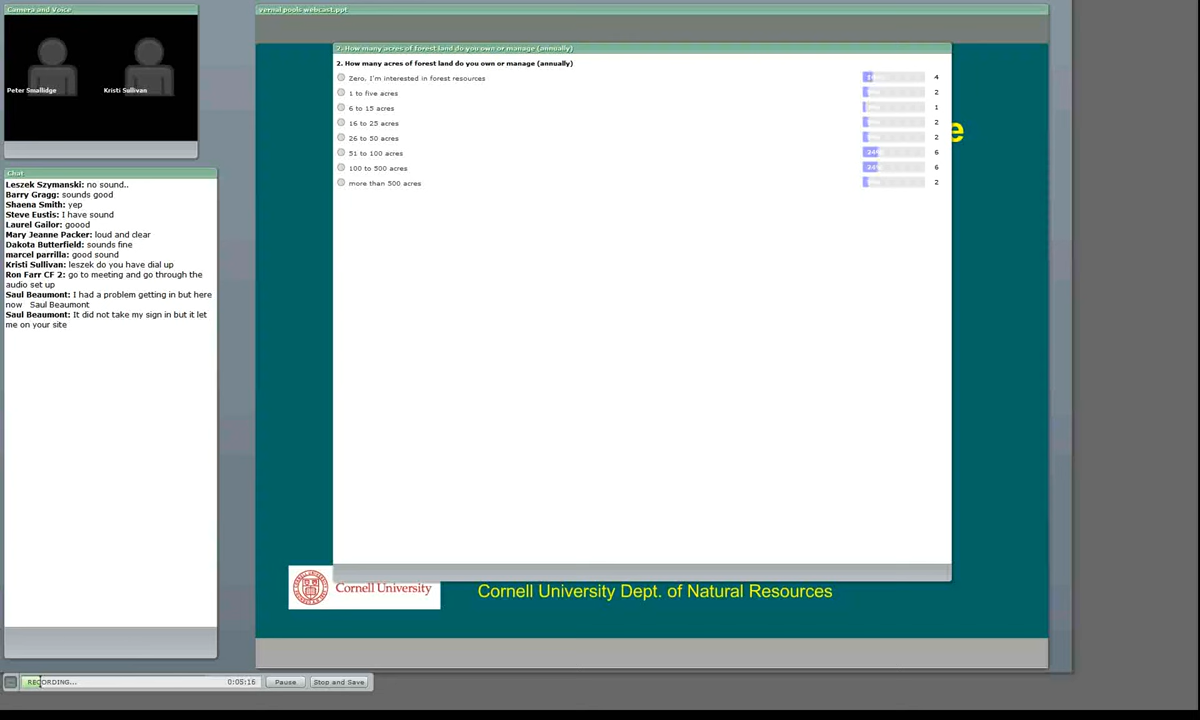 Camera and Voice
Peter Smallidge
Kristi Sullivan
Chat
Leszek Szymanski: no sound..
Barry Gragg: sounds good
Shaena Smith: yep
Steve Eustis: I have sound
Laurel Gailor: goood
Mary Jeanne Packer: loud and clear
Dakota Butterfield: sounds fine
marcel parrilla: good sound
Kristi Sullivan: leszek do you have dial up
Ron Farr CF 2: go to meeting and go through the
audio set up
Saul Beaumont: I had a problem getting in but here
now Saul Beaumont
Saul Beaumont: It did not take my sign in but it let
me on your site
vernal pools webcast.ppt
2. How many acres of forest land do you own or manage (annually)
2. How many acres of forest land do you own or manage (annually)
Zero, I'm interested in forest resources 4
1 to five acres 2
6 to 15 acres 1
16 to 25 acres 2
26 to 50 acres 2
51 to 100 acres 24% 6
100 to 500 acres 24% 6
more than 500 acres 2
e
Cornell University
Cornell University Dept. of Natural Resources
RECORDING...
0:05:16
Pause
Stop and Save